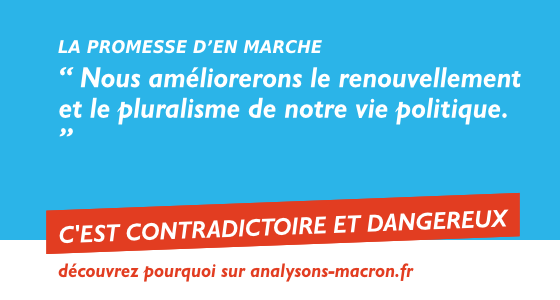 LA PROMESSE D’EN MARCHE
“ Nous améliorerons le renouvellement
et le pluralisme de notre vie politique.
”
C'EST CONTRADICTOIRE ET DANGEREUX
découvrez pourquoi sur analysons-macron.fr